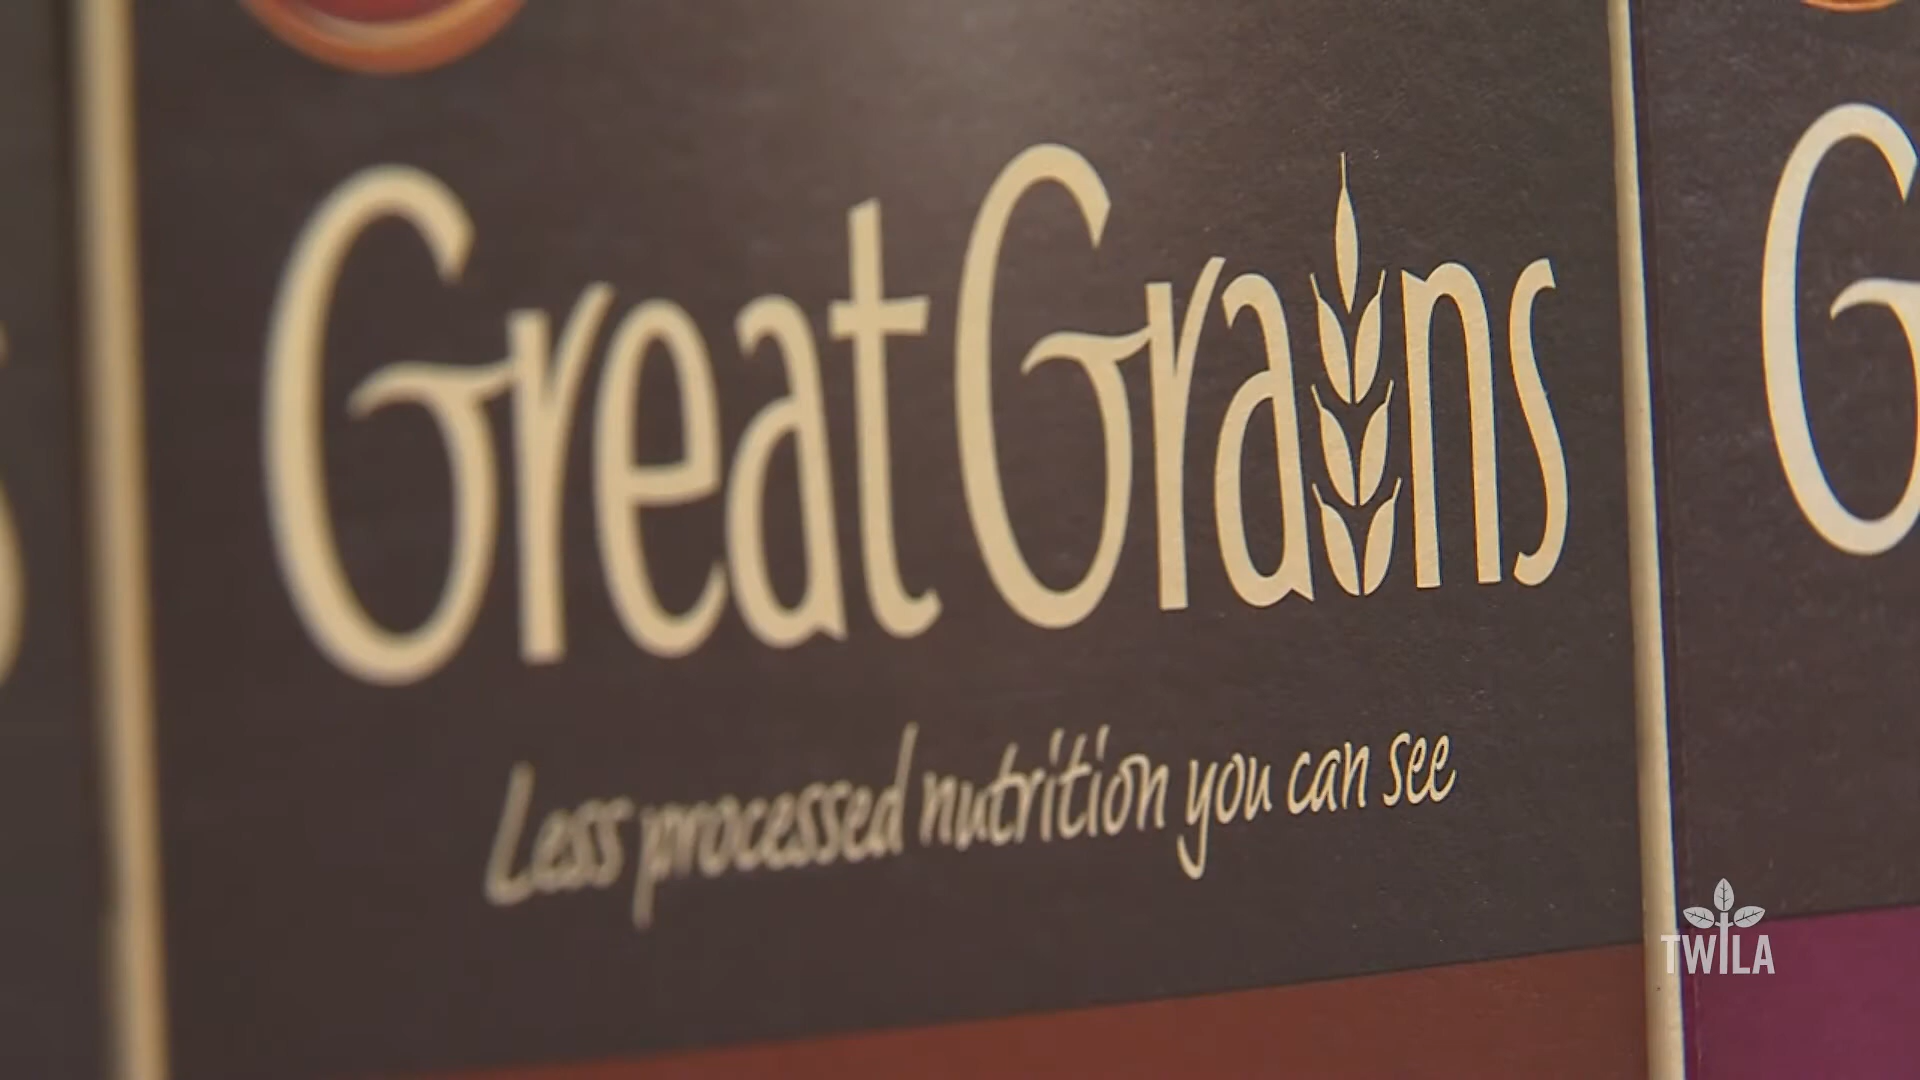 Great Grains
Less processed nutrition you can see
G
TWILA